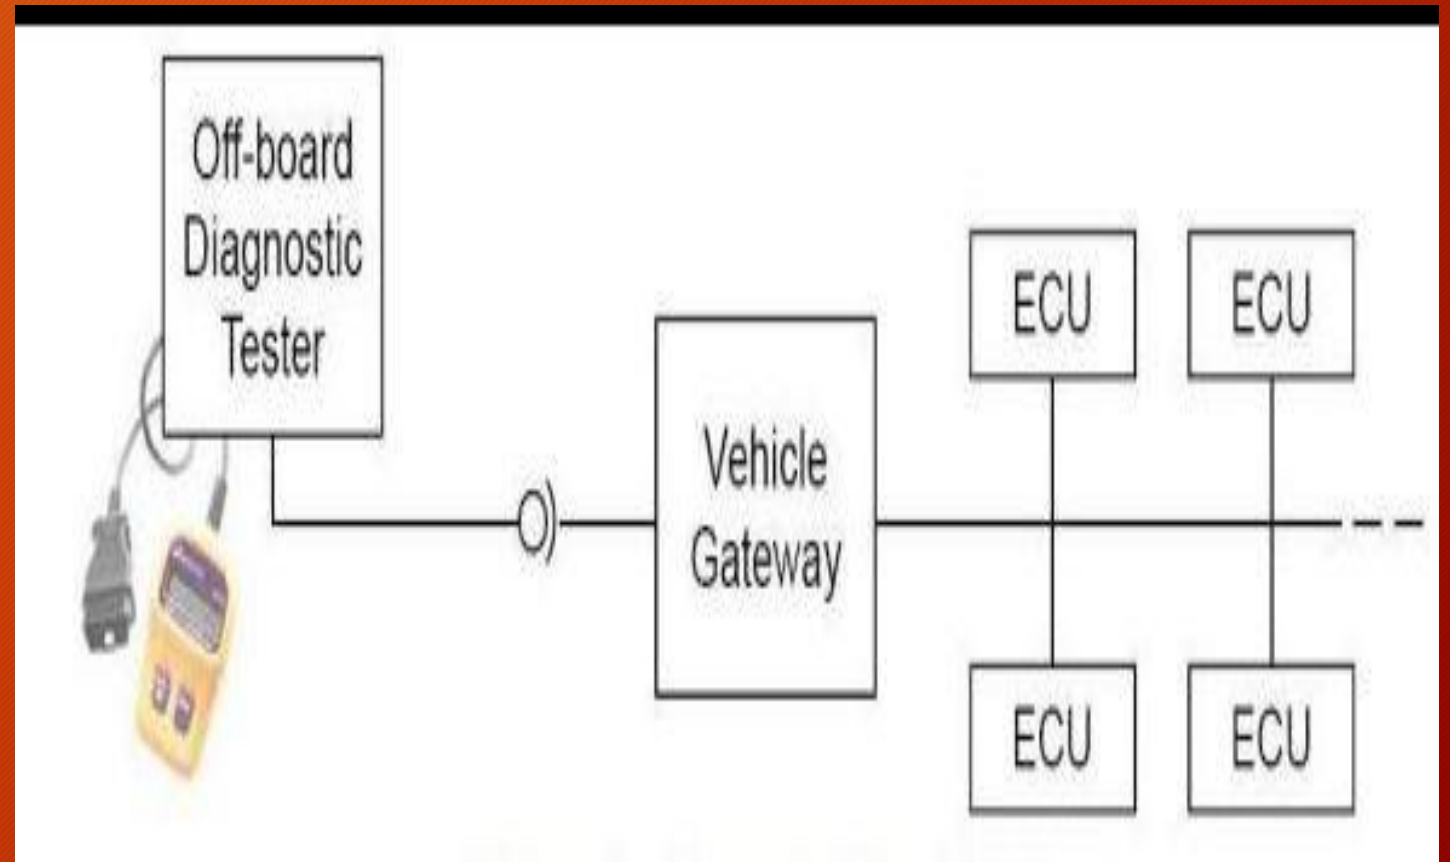 Off-board
Diagnostic
Tester
Vehicle
Gateway
ECU
ECU
ECU
ECU